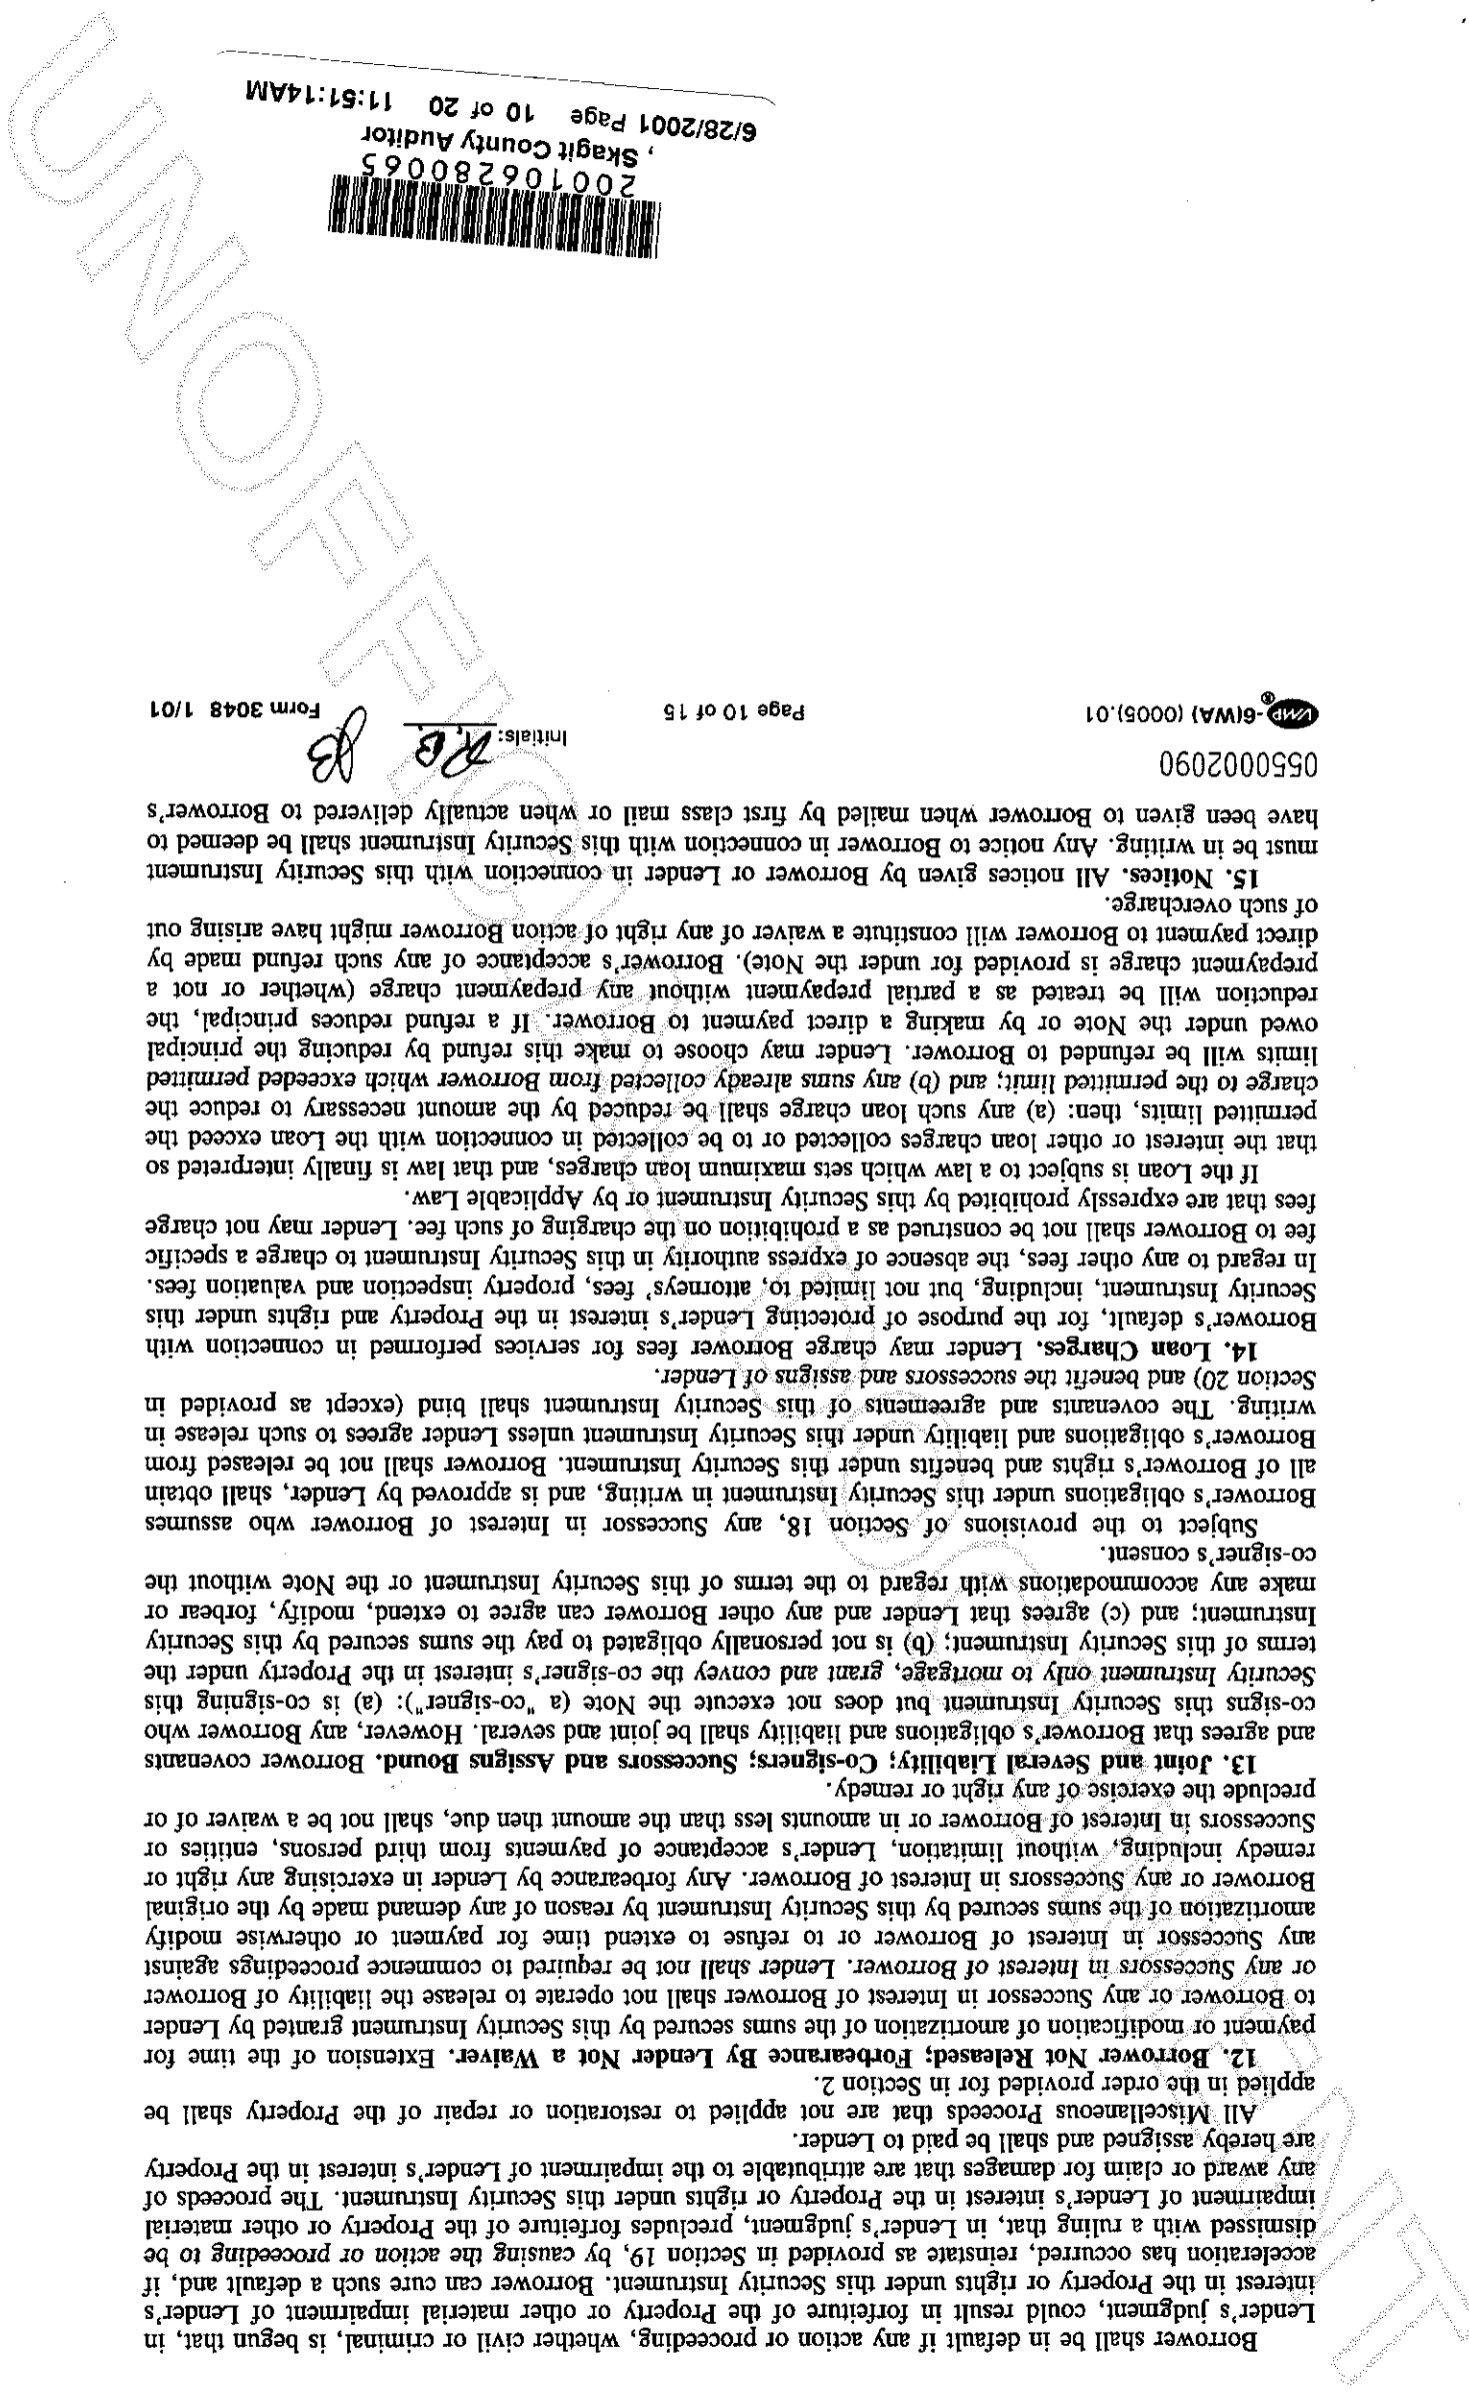 Borrower shall be in default if any action or proceeding, whether civil or criminal, is begun that, in
Lender's judgment, could result in forfeiture of the Property or other material impairment of Lender's
interest in the Property or rights under this Security Instrument. Borrower can cure such a default and, if
acceleration has occurred, reinstate as provided in Section 19, by causing the action or proceeding to be
dismissed with a ruling that, in Lender's judgment, precludes forfeiture of the Property or other material
impairment of Lender's interest in the Property or rights under this Security Instrument. The proceeds of
any award or claim for damages that are attributable to the impairment of Lender's interest in the Property
are hereby assigned and shall be paid to Lender.
All Miscellaneous Proceeds that are not applied to restoration or repair of the Property shall be
applied in the order provided for in Section 2.
12. Borrower Not Released; Forbearance By Lender Not a Waiver. Extension of the time for
payment or modification of amortization of the sums secured by this Security Instrument granted by Lender
to Borrower or any Successor in Interest of Borrower shall not operate to release the liability of Borrower
or any Successors in Interest of Borrower. Lender shall not be required to commence proceedings against
any Successor in Interest of Borrower or to refuse to extend time for payment or otherwise modify
amortization of the sums secured by this Security Instrument by reason of any demand made by the original
Borrower or any Successors in Interest of Borrower. Any forbearance by Lender in exercising any right or
remedy including, without limitation, Lender's acceptance of payments from third persons, entities or
Successors in Interest of Borrower or in amounts less than the amount then due, shall not be a waiver of or
preclude the exercise of any right or remedy.
13. Joint and Several Liability; Co-signers; Successors and Assigns Bound. Borrower covenants
and agrees that Borrower's obligations and liability shall be joint and several. However, any Borrower who
co-signs this Security Instrument but does not execute the Note (a "co-signer"): (a) is co-signing this
Security Instrument only to mortgage, grant and convey the co-signer's interest in the Property under the
terms of this Security Instrument; (b) is not personally obligated to pay the sums secured by this Security
Instrument; and (c) agrees that Lender and any other Borrower can agree to extend, modify, forbear or
make any accommodations with regard to the terms of this Security Instrument or the Note without the
co-signer's consent.
Subject to the provisions of Section 18, any Successor in Interest of Borrower who assumes
Borrower's obligations under this Security Instrument in writing, and is approved by Lender, shall obtain
all of Borrower's rights and benefits under this Security Instrument. Borrower shall not be released from
Borrower's obligations and liability under this Security Instrument unless Lender agrees to such release in
writing. The covenants and agreements of this Security Instrument shall bind (except as provided in
Section 20) and benefit the successors and assigns of Lender.
14. Loan Charges. Lender may charge Borrower fees for services performed in connection with
Borrower's default, for the purpose of protecting Lender's interest in the Property and rights under this
Security Instrument, including, but not limited to, attorneys' fees, property inspection and valuation fees.
In regard to any other fees, the absence of express authority in this Security Instrument to charge a specific
fee to Borrower shall not be construed as a prohibition on the charging of such fee. Lender may not charge
fees that are expressly prohibited by this Security Instrument or by Applicable Law.
If the Loan is subject to a law which sets maximum loan charges, and that law is finally interpreted so
that the interest or other loan charges collected or to be collected in connection with the Loan exceed the
permitted limits, then: (a) any such loan charge shall be reduced by the amount necessary to reduce the
charge to the permitted limit; and (b) any sums already collected from Borrower which exceeded permitted
limits will be refunded to Borrower. Lender may choose to make this refund by reducing the principal
owed under the Note or by making a direct payment to Borrower. If a refund reduces principal, the
reduction will be treated as a partial prepayment without any prepayment charge (whether or not a
prepayment charge is provided for under the Note). Borrower's acceptance of any such refund made by
direct payment to Borrower will constitute a waiver of any right of action Borrower might have arising out
of such overcharge.
15. Notices. All notices given by Borrower or Lender in connection with this Security Instrument
must be in writing. Any notice to Borrower in connection with this Security Instrument shall be deemed to
have been given to Borrower when mailed by first class mail or when actually delivered to Borrower's
0550002090
VMP®-6(WA) (0005).01 Page 10 of 15 Initials: R.B. JB Form 3048 1/01
200106280065
, Skagit County Auditor
6/28/2001 Page 10 of 20 11:51:14AM
UNOFFICIAL DOCUMENT